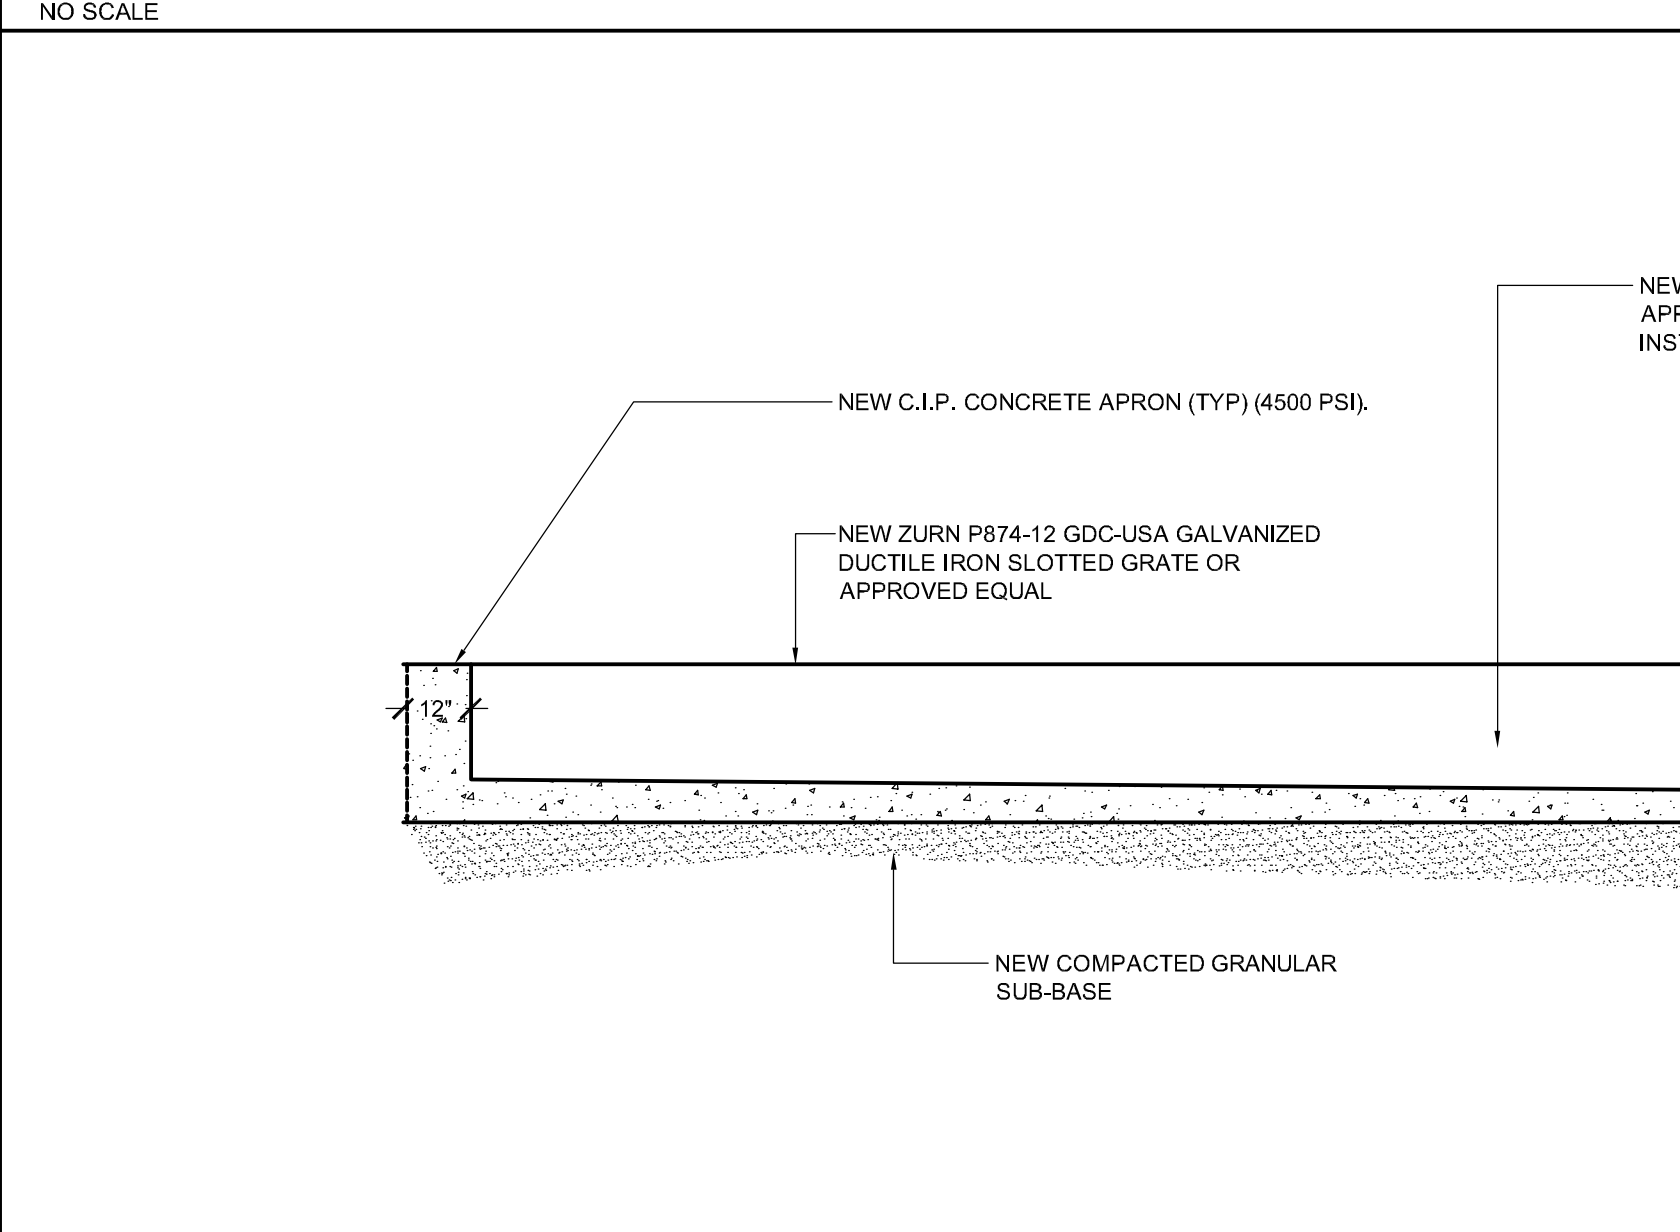 NO SCALE
NEW C.I.P. CONCRETE APRON (TYP) (4500 PSI).
NEW ZURN P874-12 GDC-USA GALVANIZED
DUCTILE IRON SLOTTED GRATE OR
APPROVED EQUAL
12"
NEW COMPACTED GRANULAR
SUB-BASE